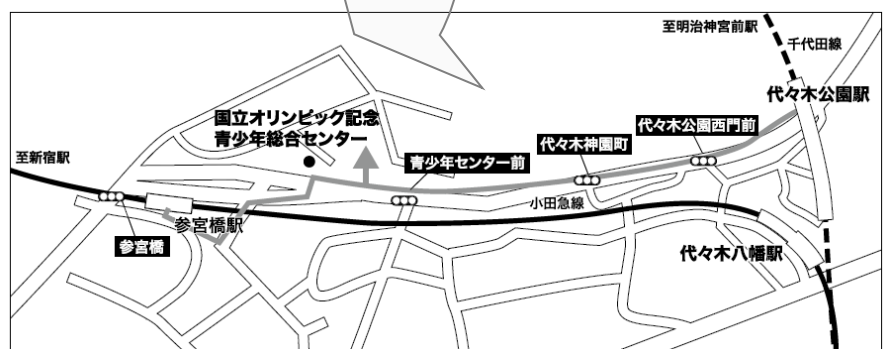 至明治神宮前駅
千代田線
代々木公園駅
国立オリンピック記念
青少年総合センター
代々木公園西門前
代々木神園町
青少年センター前
至新宿駅
小田急線
参宮橋駅
参宮橋
代々木八幡駅